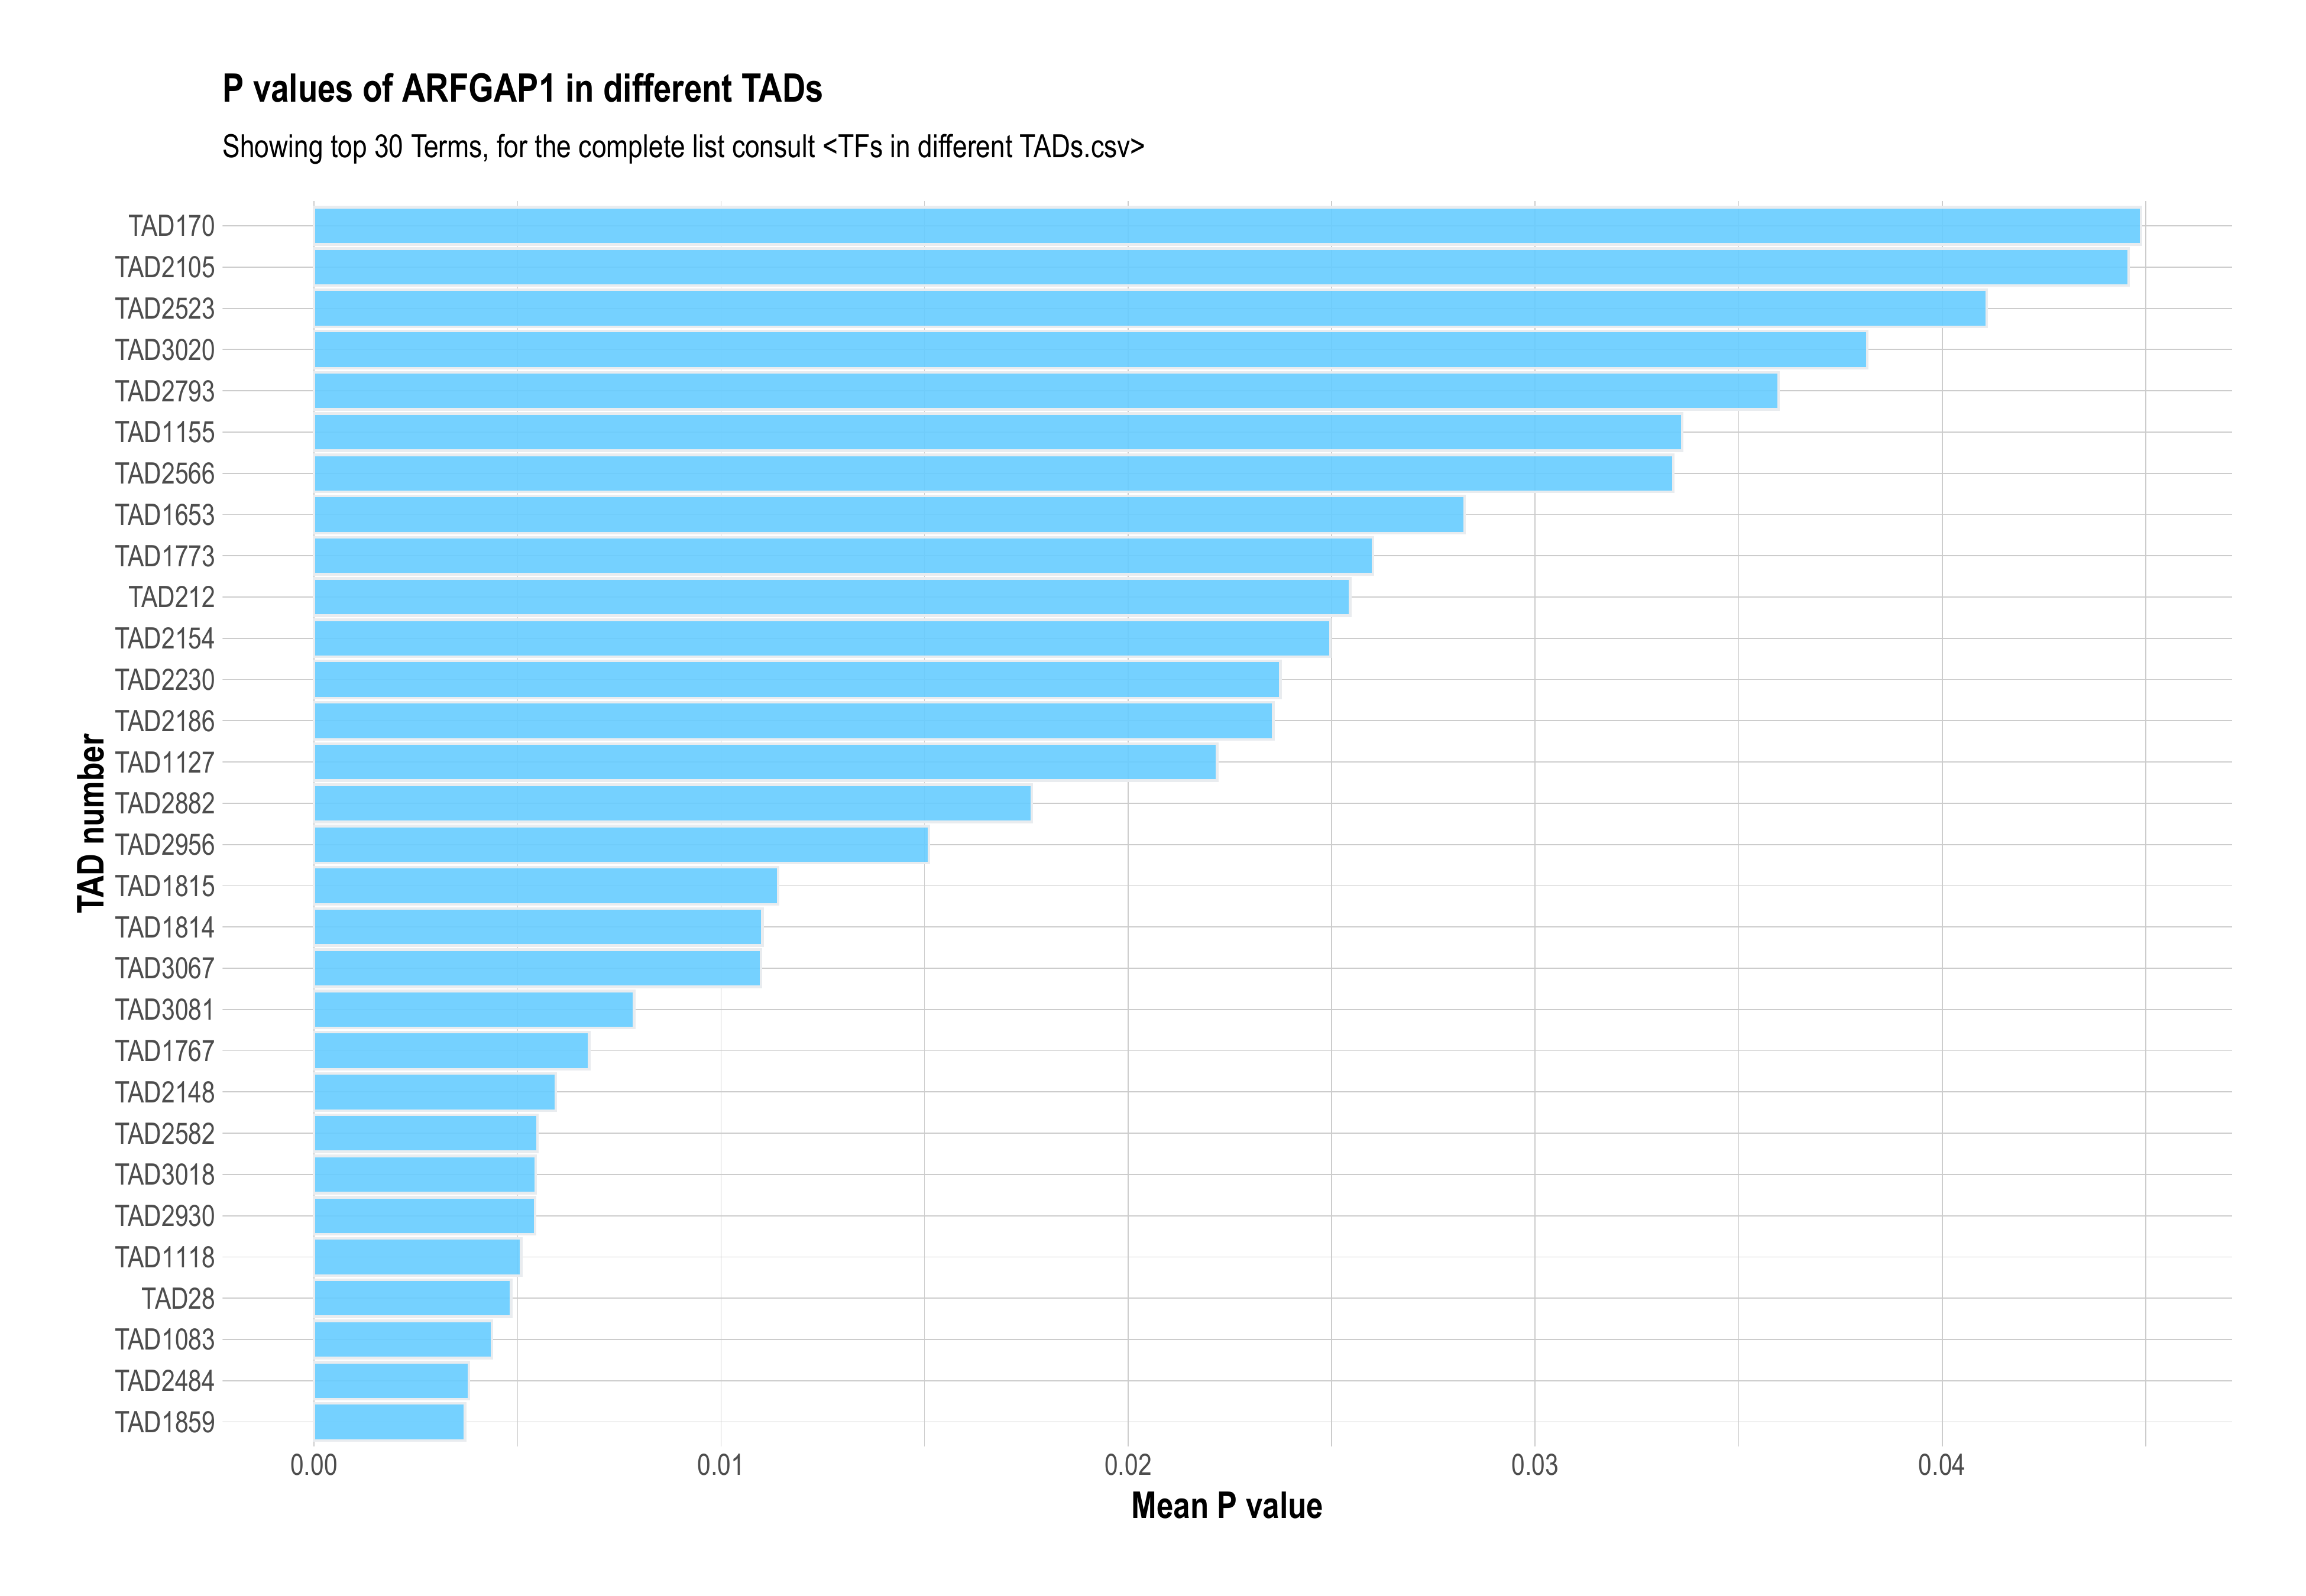 P values of ARFGAP1 in different TADs
Showing top 30 Terms, for the complete list consult <TFs in different TADs.csv>
TAD number
TAD170
TAD2105
TAD2523
TAD3020
TAD2793
TAD1155
TAD2566
TAD1653
TAD1773
TAD212
TAD2154
TAD2230
TAD2186
TAD1127
TAD2882
TAD2956
TAD1815
TAD1814
TAD3067
TAD3081
TAD1767
TAD2148
TAD2582
TAD3018
TAD2930
TAD1118
TAD28
TAD1083
TAD2484
TAD1859
0.00 0.01 0.02 0.03 0.04
Mean P value